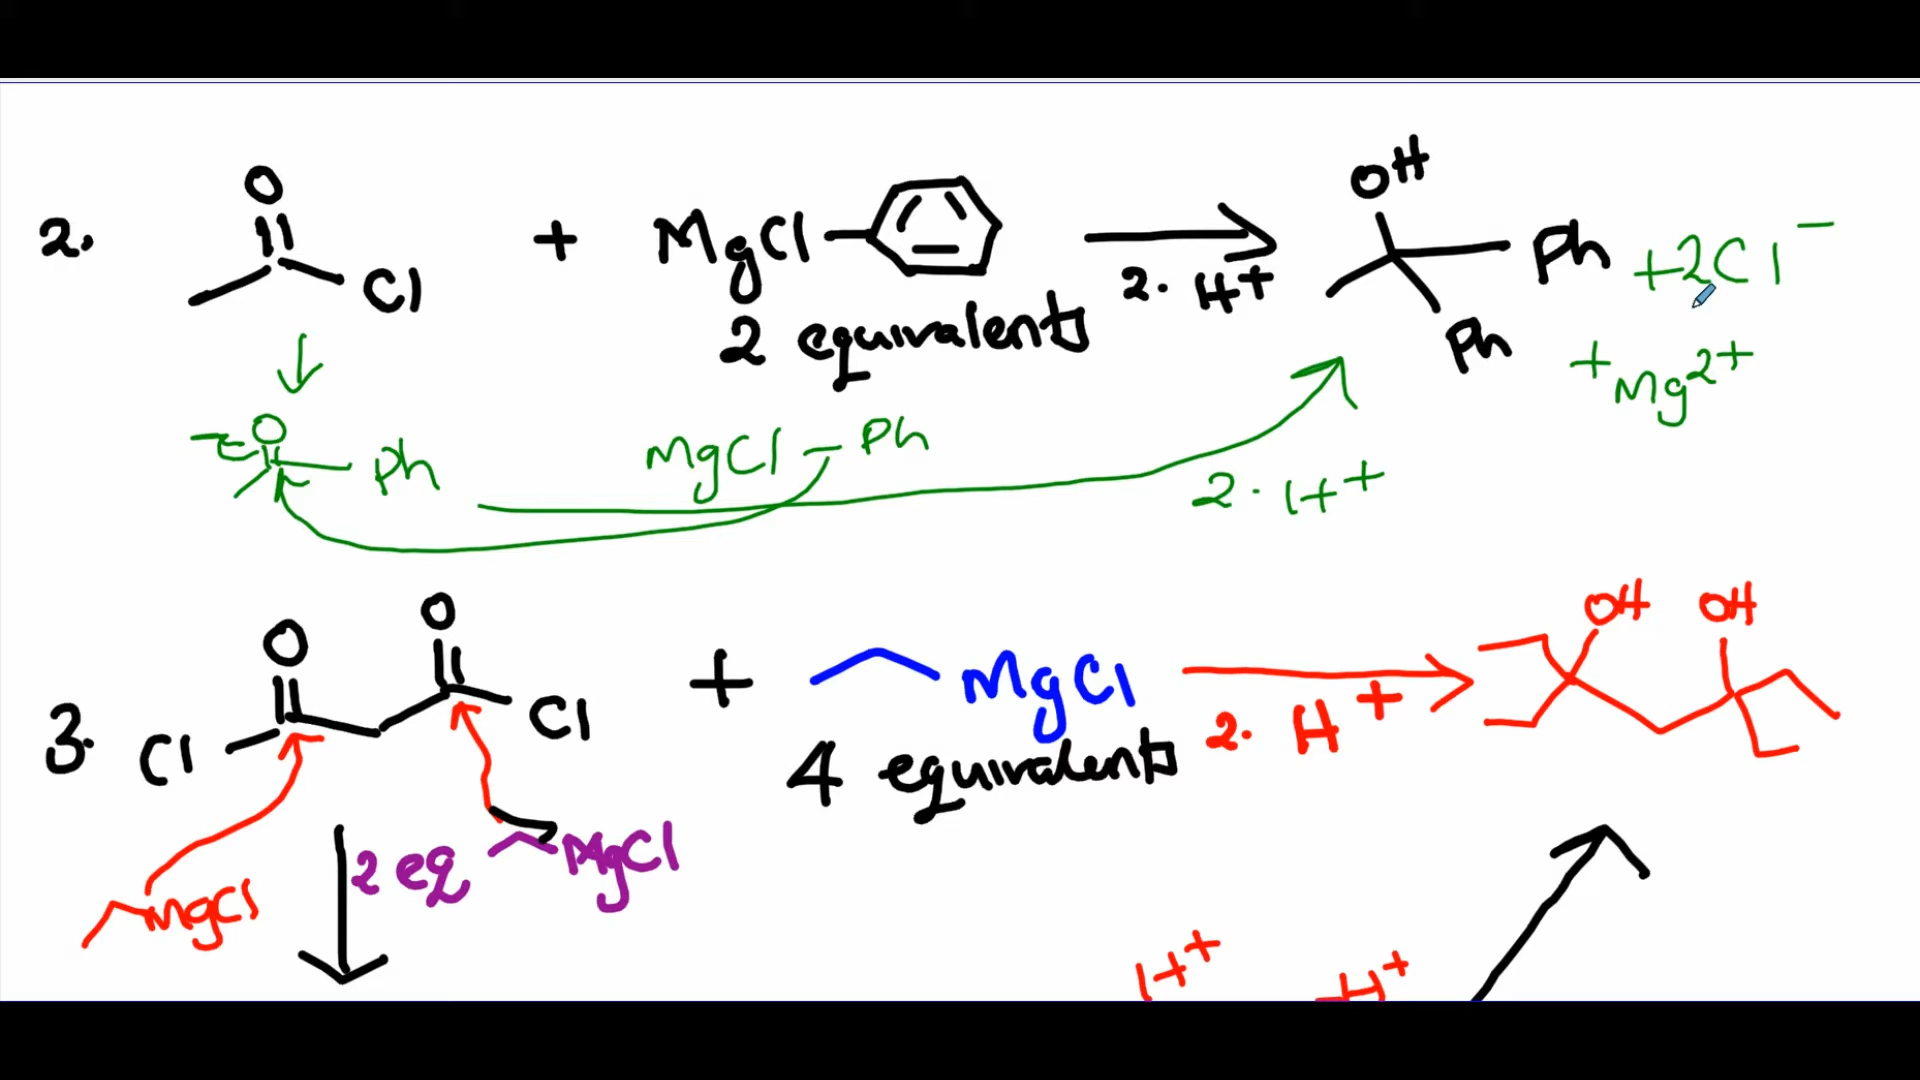 2.
O
Cl
+ MgCl
2 equivalents
2. H+
OH
Ph
Ph
+2Cl⁻
+ Mg²⁺
O
Ph
MgCl - Ph
2. H+
3.
O
O
Cl
Cl
+ MgCl
4 equivalents
2. H+
OH OH
MgCl
2 eq MgCl
H+ H+